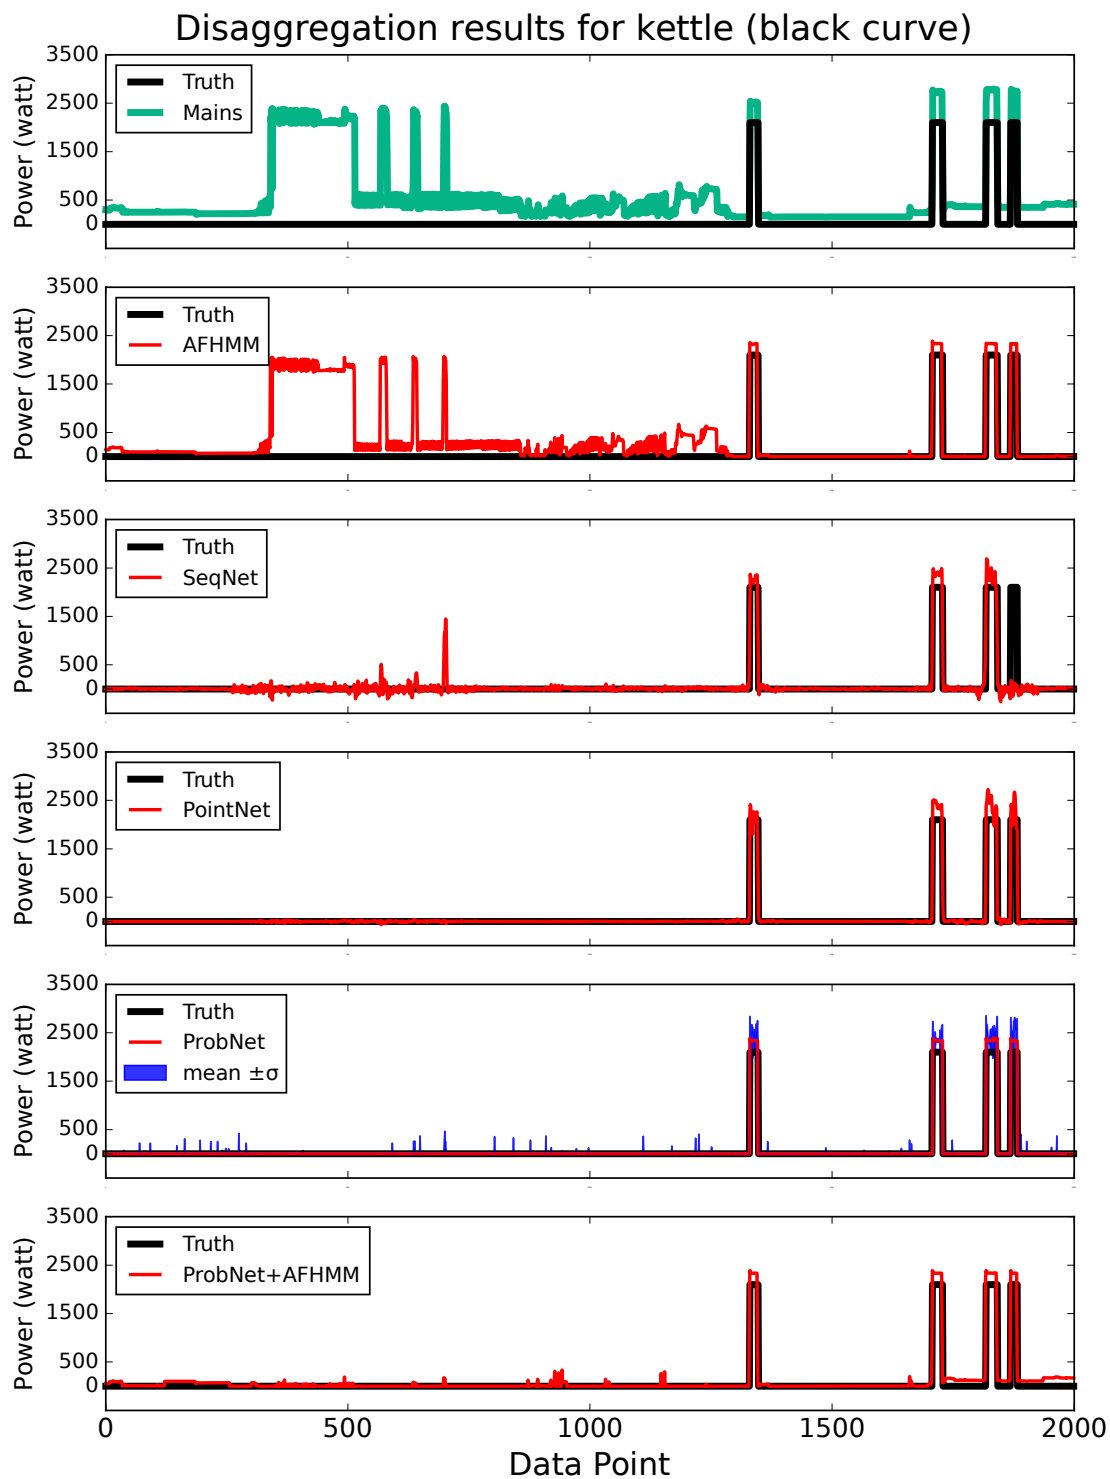 Disaggregation results for kettle (black curve)
3500
2500
1500
500
0
Power (watt)
Truth
Mains
3500
2500
1500
500
0
Power (watt)
Truth
AFHMM
3500
2500
1500
500
0
Power (watt)
Truth
SeqNet
3500
2500
1500
500
0
Power (watt)
Truth
PointNet
3500
2500
1500
500
0
Power (watt)
Truth
ProbNet
mean ±σ
3500
2500
1500
500
0
Power (watt)
Truth
ProbNet+AFHMM
0 500 1000 1500 2000
Data Point